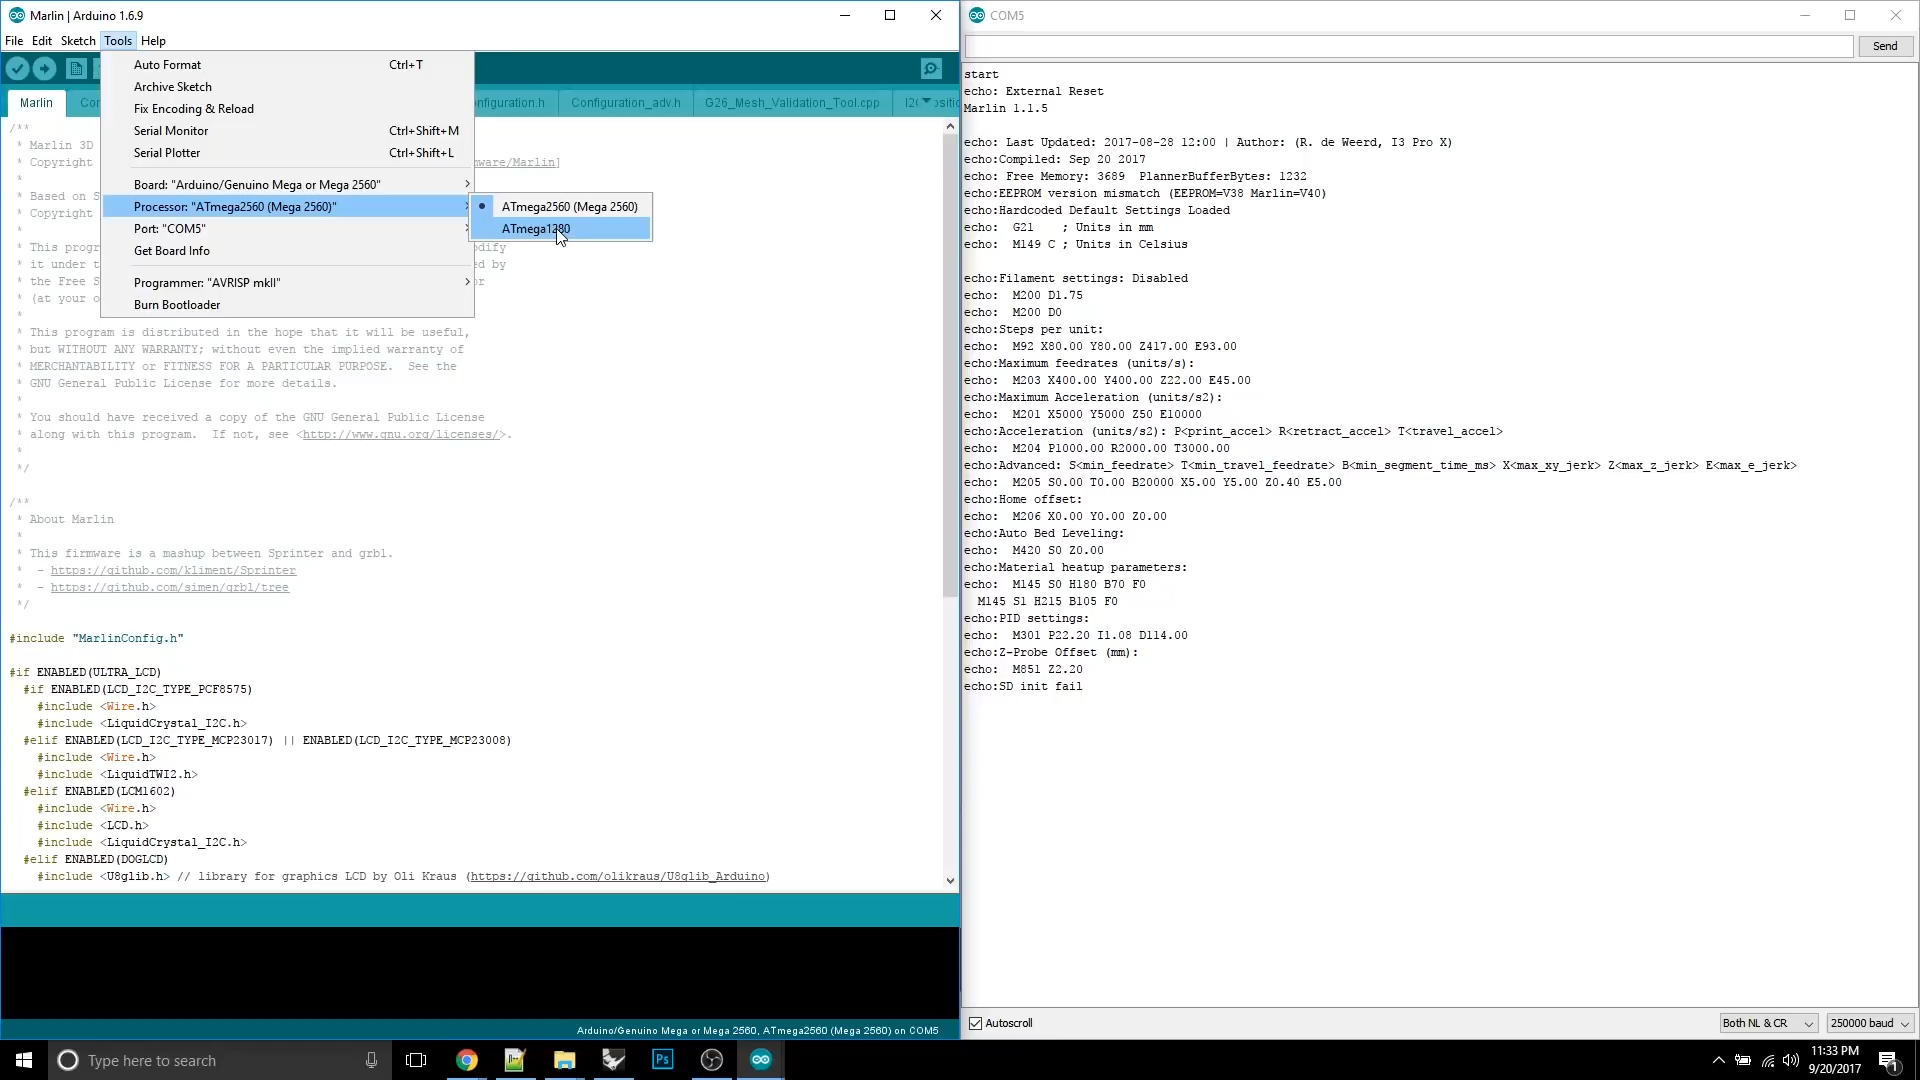 Marlin | Arduino 1.6.9
File Edit Sketch Tools Help
Marlin
nfiguration.h
Configuration_adv.h
G26_Mesh_Validation_Tool.cpp
Auto Format Ctrl+T
Archive Sketch
Fix Encoding & Reload
Serial Monitor Ctrl+Shift+M
Serial Plotter Ctrl+Shift+L
Board: "Arduino/Genuino Mega or Mega 2560"
Processor: "ATmega2560 (Mega 2560)"
Port: "COM5"
Get Board Info
Programmer: "AVRISP mkII"
Burn Bootloader
ATmega2560 (Mega 2560)
ATmega1280
/**
* Marlin 3D
* Copyright mware/Marlin]
*
* Based on S
* Copyright
*
* This progr odify
* it under t ed by
* the Free S or
* (at your o
*
* This program is distributed in the hope that it will be useful,
* but WITHOUT ANY WARRANTY; without even the implied warranty of
* MERCHANTABILITY or FITNESS FOR A PARTICULAR PURPOSE. See the
* GNU General Public License for more details.
*
* You should have received a copy of the GNU General Public License
* along with this program. If not, see <http://www.gnu.org/licenses/>.
*
*/
/**
* About Marlin
*
* This firmware is a mashup between Sprinter and grbl.
* - https://github.com/kliment/Sprinter
* - https://github.com/simen/grbl/tree
*/
#include "MarlinConfig.h"
#if ENABLED(ULTRA_LCD)
#if ENABLED(LCD_I2C_TYPE_PCF8575)
#include <Wire.h>
#include <LiquidCrystal_I2C.h>
#elif ENABLED(LCD_I2C_TYPE_MCP23017) || ENABLED(LCD_I2C_TYPE_MCP23008)
#include <Wire.h>
#include <LiquidTWI2.h>
#elif ENABLED(LCM1602)
#include <Wire.h>
#include <LCD.h>
#include <LiquidCrystal_I2C.h>
#elif ENABLED(DOGLCD)
#include <U8glib.h> // library for graphics LCD by Oli Kraus (https://github.com/olikraus/U8glib_Arduino)
Arduino/Genuino Mega or Mega 2560, ATmega2560 (Mega 2560) on COM5
COM5
Send
start
echo: External Reset
Marlin 1.1.5
echo: Last Updated: 2017-08-28 12:00 | Author: (R. de Weerd, I3 Pro X)
echo:Compiled: Sep 20 2017
echo: Free Memory: 3689 PlannerBufferBytes: 1232
echo:EEPROM version mismatch (EEPROM=V38 Marlin=V40)
echo:Hardcoded Default Settings Loaded
echo: G21 ; Units in mm
echo: M149 C ; Units in Celsius
echo:Filament settings: Disabled
echo: M200 D1.75
echo: M200 D0
echo:Steps per unit:
echo: M92 X80.00 Y80.00 Z417.00 E93.00
echo:Maximum feedrates (units/s):
echo: M203 X400.00 Y400.00 Z22.00 E45.00
echo:Maximum Acceleration (units/s2):
echo: M201 X5000 Y5000 Z50 E10000
echo:Acceleration (units/s2): P<print_accel> R<retract_accel> T<travel_accel>
echo: M204 P1000.00 R2000.00 T3000.00
echo:Advanced: S<min_feedrate> T<min_travel_feedrate> B<min_segment_time_ms> X<max_xy_jerk> Z<max_z_jerk> E<max_e_jerk>
echo: M205 S0.00 T0.00 B20000 X5.00 Y5.00 Z0.40 E5.00
echo:Home offset:
echo: M206 X0.00 Y0.00 Z0.00
echo:Auto Bed Leveling:
echo: M420 S0 Z0.00
echo:Material heatup parameters:
echo: M145 S0 H180 B70 F0
M145 S1 H215 B105 F0
echo:PID settings:
echo: M301 P22.20 I1.08 D114.00
echo:Z-Probe Offset (mm):
echo: M851 Z2.20
echo:SD init fail
Autoscroll
Both NL & CR
250000 baud
Type here to search
Ps
11:33 PM
9/20/2017
1